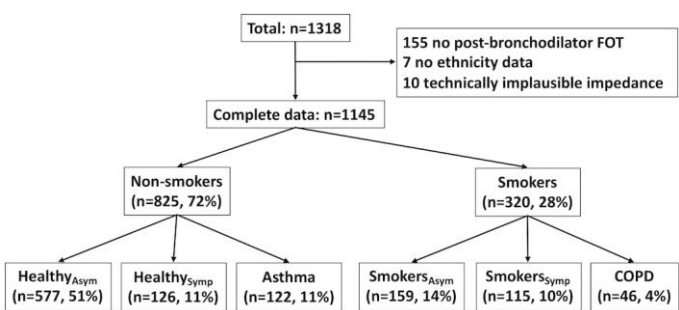 Total: n=1318
155 no post-bronchodilator FOT
7 no ethnicity data
10 technically implausible impedance
Complete data: n=1145
Non-smokers
(n=825, 72%)
Smokers
(n=320, 28%)
HealthyAsym
(n=577, 51%)
HealthySymp
(n=126, 11%)
Asthma
(n=122, 11%)
SmokersAsym
(n=159, 14%)
SmokersSymp
(n=115, 10%)
COPD
(n=46, 4%)